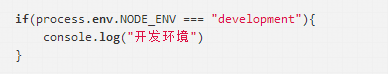 if(process.env.NODE_ENV === "development"){
    console.log("开发环境")
}